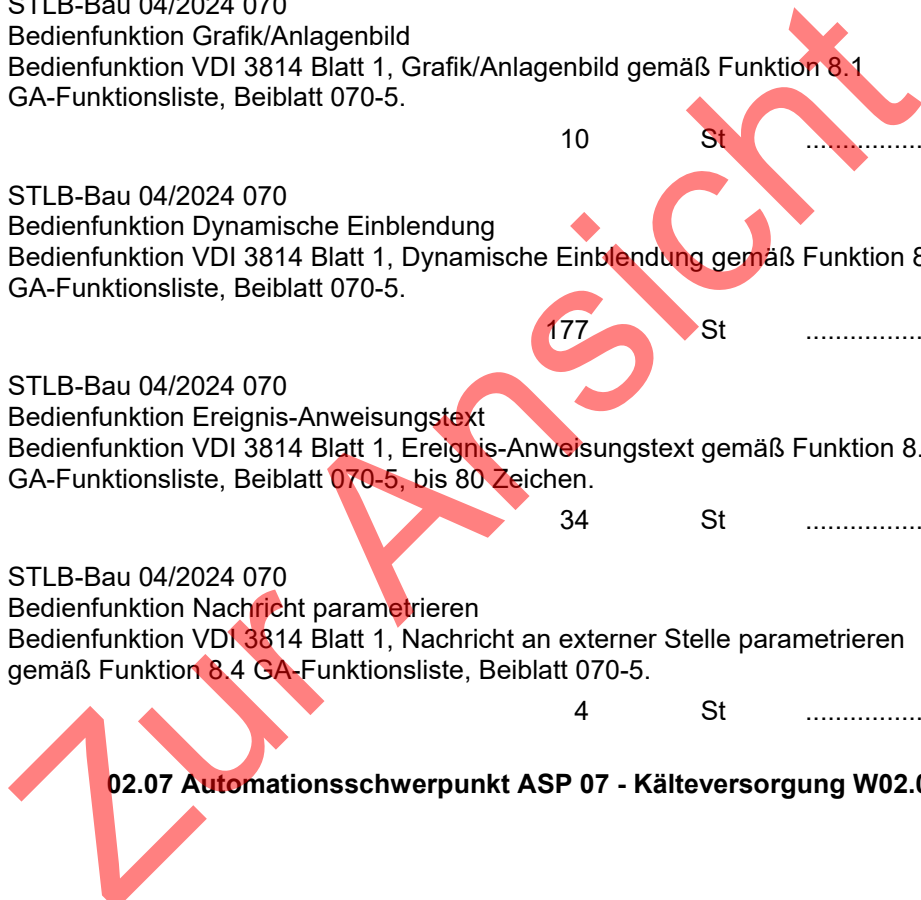 STLB-Bau 04/2024 070
Bedienfunktion Grafik/Anlagenbild
Bedienfunktion VDI 3814 Blatt 1, Grafik/Anlagenbild gemäß Funktion 8.1
GA-Funktionsliste, Beiblatt 070-5.
10 St ................
STLB-Bau 04/2024 070
Bedienfunktion Dynamische Einblendung
Bedienfunktion VDI 3814 Blatt 1, Dynamische Einblendung gemäß Funktion 8
GA-Funktionsliste, Beiblatt 070-5.
177 St ................
STLB-Bau 04/2024 070
Bedienfunktion Ereignis-Anweisungstext
Bedienfunktion VDI 3814 Blatt 1, Ereignis-Anweisungstext gemäß Funktion 8.
GA-Funktionsliste, Beiblatt 070-5, bis 80 Zeichen.
34 St ................
STLB-Bau 04/2024 070
Bedienfunktion Nachricht parametrieren
Bedienfunktion VDI 3814 Blatt 1, Nachricht an externer Stelle parametrieren
gemäß Funktion 8.4 GA-Funktionsliste, Beiblatt 070-5.
4 St ................
02.07 Automationsschwerpunkt ASP 07 - Kälteversorgung W02.0
Zur Ansicht